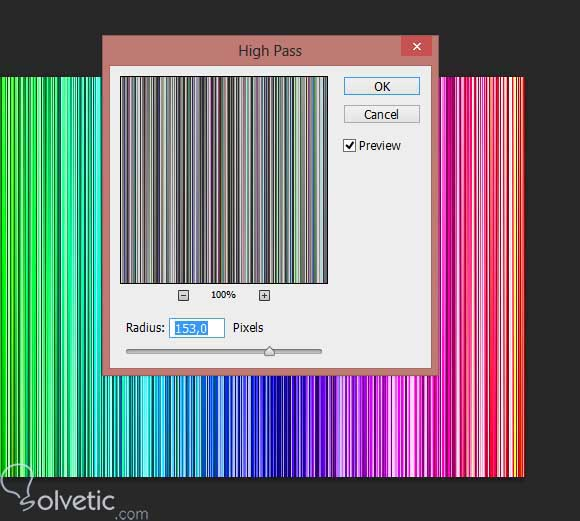 High Pass
OK
Cancel
Preview
100%
Radius: 153,0 Pixels
Solvetic.com